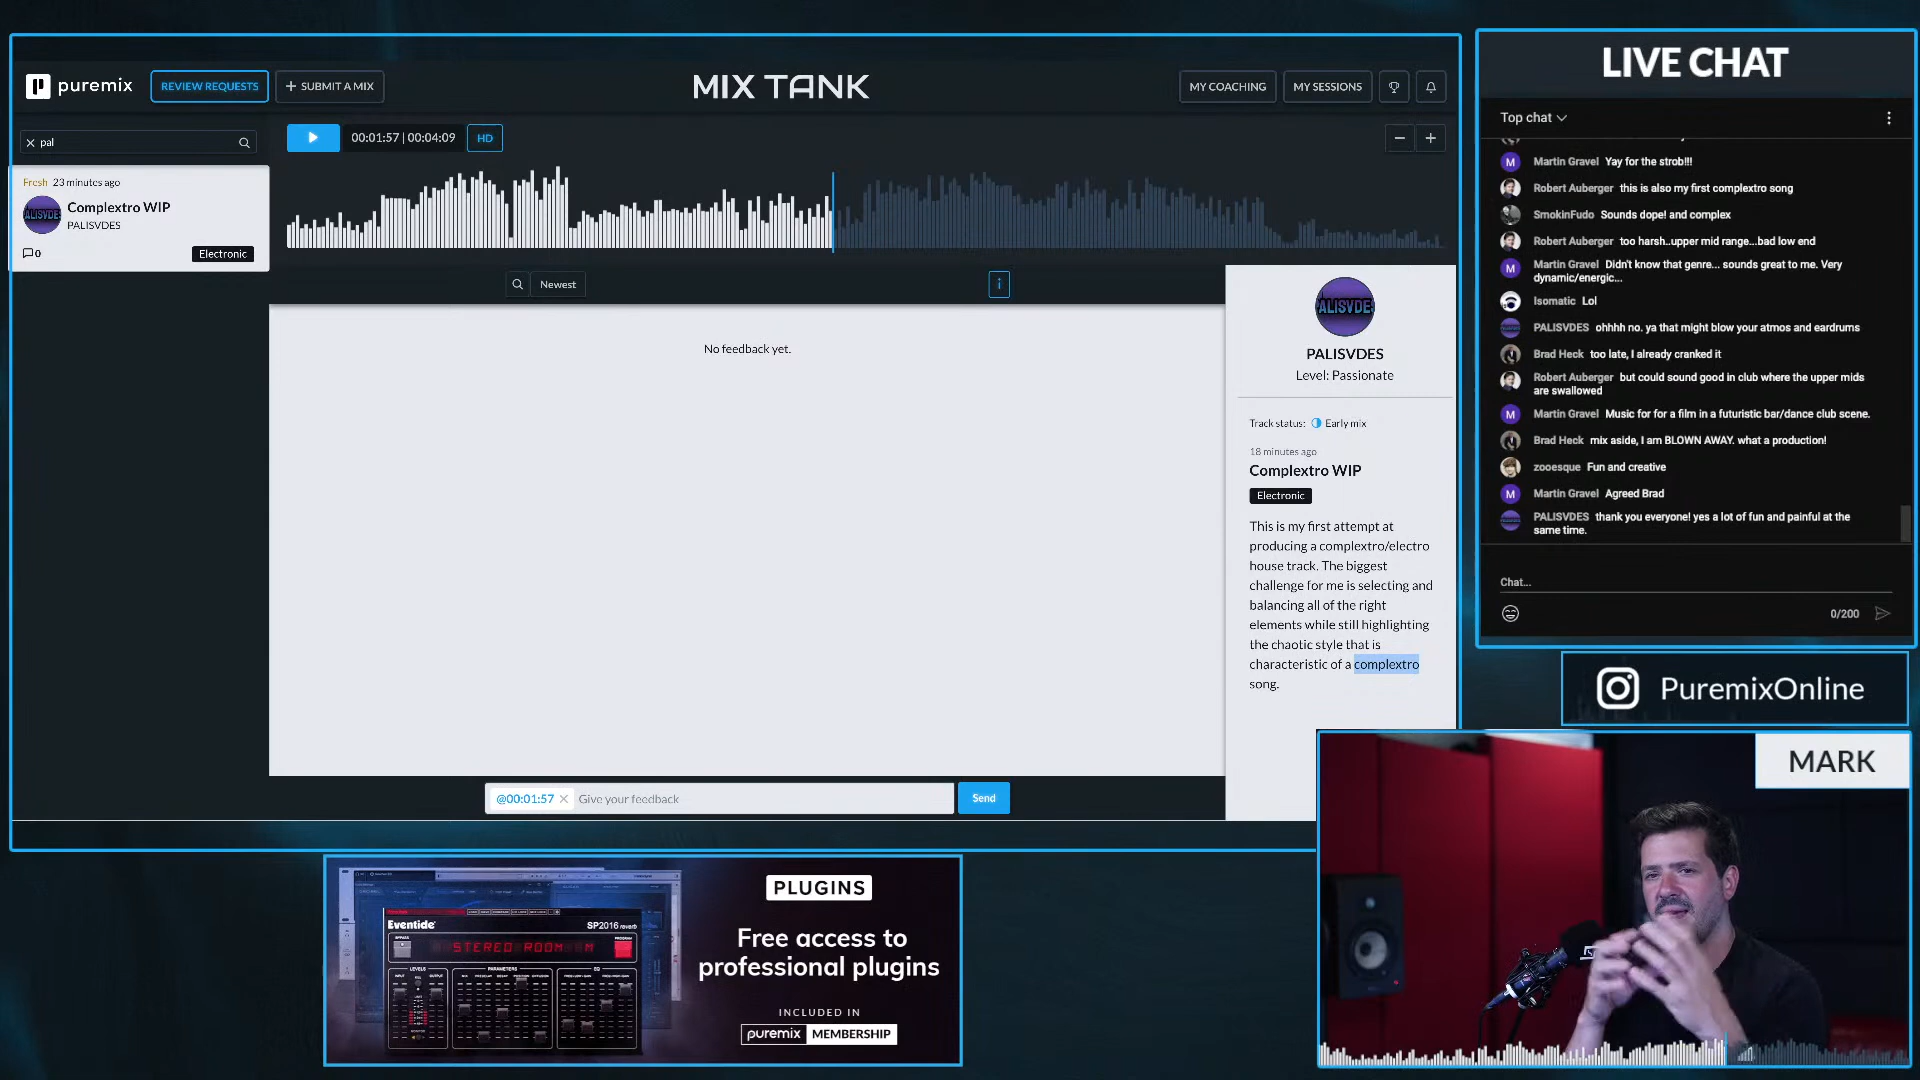 puremix
REVIEW REQUESTS
+ SUBMIT A MIX
MIX TANK
MY COACHING
MY SESSIONS
pal
00:01:57 | 00:04:09
HD
Fresh 23 minutes ago
ALISVDES
Complextro WIP
PALISVDES
0
Electronic
Newest
i
No feedback yet.
@00:01:57
Give your feedback
Send
ALISVDES
PALISVDES
Level: Passionate
Track status: Early mix
18 minutes ago
Complextro WIP
Electronic
This is my first attempt at
producing a complextro/electro
house track. The biggest
challenge for me is selecting and
balancing all of the right
elements while still highlighting
the chaotic style that is
characteristic of a complextro
song.
LIVE CHAT
Top chat
M Martin Gravel Yay for the strob!!!
Robert Auberger this is also my first complextro song
SmokinFudo Sounds dope! and complex
Robert Auberger too harsh..upper mid range...bad low end
M Martin Gravel Didn't know that genre... sounds great to me. Very
dynamic/energic...
Isomatic Lol
PALISVDES ohhhh no. ya that might blow your atmos and eardrums
Brad Heck too late, I already cranked it
Robert Auberger but could sound good in club where the upper mids
are swallowed
M Martin Gravel Music for for a film in a futuristic bar/dance club scene.
Brad Heck mix aside, I am BLOWN AWAY. what a production!
zooesque Fun and creative
M Martin Gravel Agreed Brad
PALISVDES thank you everyone! yes a lot of fun and painful at the
same time.
Chat...
0/200
PuremixOnline
MARK
Eventide
SP2016 reverb
BYPASS
STEREO ROOM M
PROGRAM
LEVELS
PARAMETERS
EQ
INPUT
OUTPUT
PLUGINS
Free access to
professional plugins
INCLUDED IN
puremix MEMBERSHIP